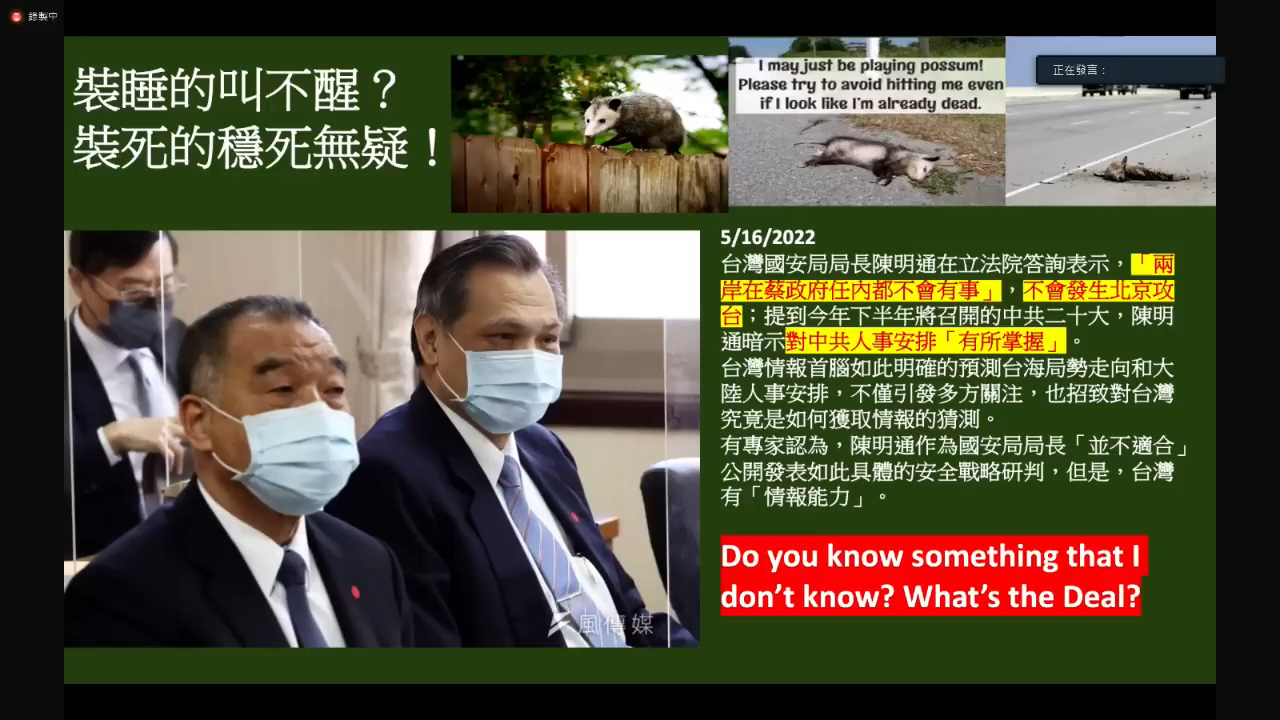 錄製中
裝睡的叫不醒？
裝死的穩死無疑！
I may just be playing possum!
Please try to avoid hitting me even
if I look like I'm already dead.
正在發言：
5/16/2022
台灣國安局局長陳明通在立法院答詢表示，「兩
岸在蔡政府任內都不會有事」，不會發生北京攻
台；提到今年下半年將召開的中共二十大，陳明
通暗示對中共人事安排「有所掌握」。
台灣情報首腦如此明確的預測台海局勢走向和大
陸人事安排，不僅引發多方關注，也招致對台灣
究竟是如何獲取情報的猜測。
有專家認為，陳明通作為國安局局長「並不適合」
公開發表如此具體的安全戰略研判，但是，台灣
有「情報能力」。
Do you know something that I
don't know? What's the Deal?
風傳媒